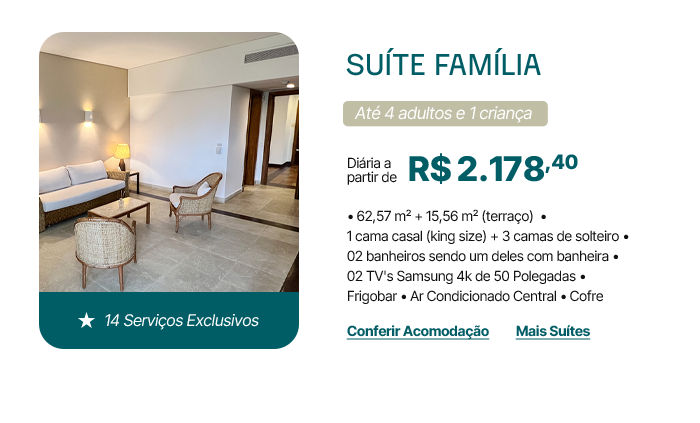 SUÍTE FAMÍLIA
Até 4 adultos e 1 criança
Diária a
partir de
R$ 2.178,40
• 62,57 m² + 15,56 m² (terraço) •
1 cama casal (king size) + 3 camas de solteiro •
02 banheiros sendo um deles com banheira •
02 TV's Samsung 4k de 50 Polegadas •
Frigobar • Ar Condicionado Central • Cofre
Conferir Acomodação
Mais Suítes
★ 14 Serviços Exclusivos